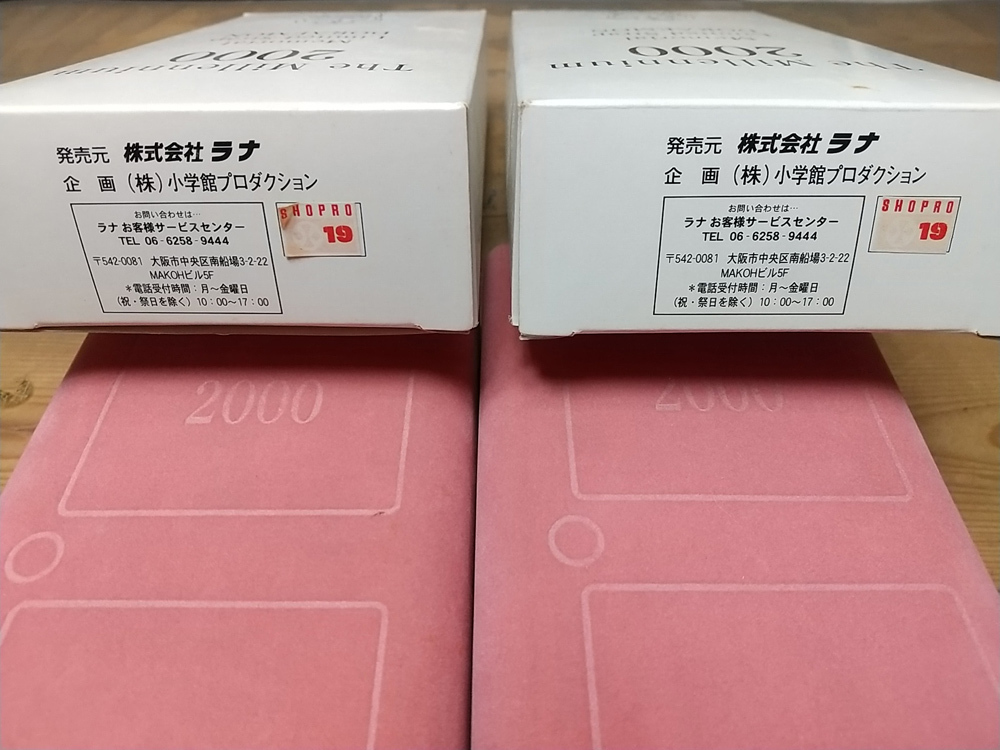 The Millennium
2000
発売元 株式会社 ラナ
企 画 (株)小学館プロダクション
お問い合わせは…
ラナ お客様サービスセンター
TEL 06-6258-9444
〒542-0081 大阪市中央区南船場3-2-22
MAKOHビル5F
*電話受付時間:月～金曜日
(祝・祭日を除く) 10:00～17:00
SHOPRO
19
2000
The Millennium
2000
発売元 株式会社 ラナ
企 画 (株)小学館プロダクション
お問い合わせは…
ラナ お客様サービスセンター
TEL 06-6258-9444
〒542-0081 大阪市中央区南船場3-2-22
MAKOHビル5F
*電話受付時間:月～金曜日
(祝・祭日を除く) 10:00～17:00
SHOPRO
19
2000